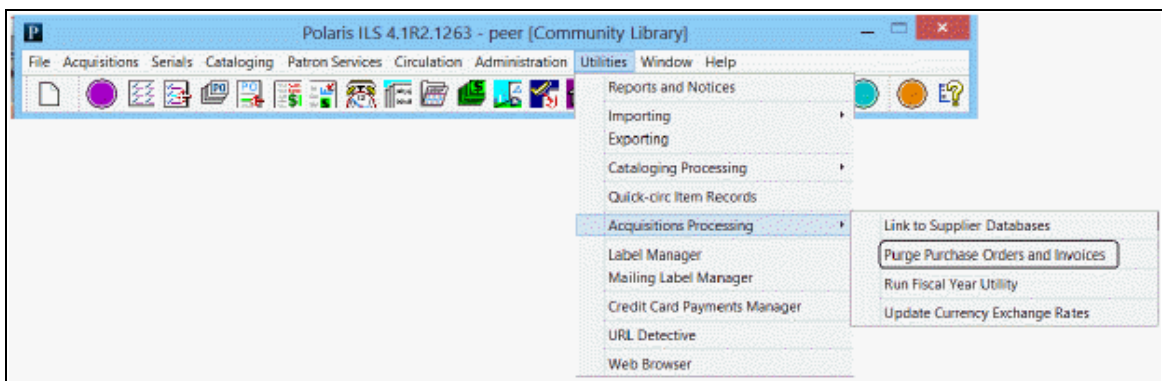 Polaris ILS 4.1R2.1263 - peer [Community Library]
File Acquisitions Serials Cataloging Patron Services Circulation Administration Utilities Window Help
Reports and Notices
Importing
Exporting
Cataloging Processing
Quick-circ Item Records
Acquisitions Processing
Label Manager
Mailing Label Manager
Credit Card Payments Manager
URL Detective
Web Browser
Link to Supplier Databases
Purge Purchase Orders and Invoices
Run Fiscal Year Utility
Update Currency Exchange Rates